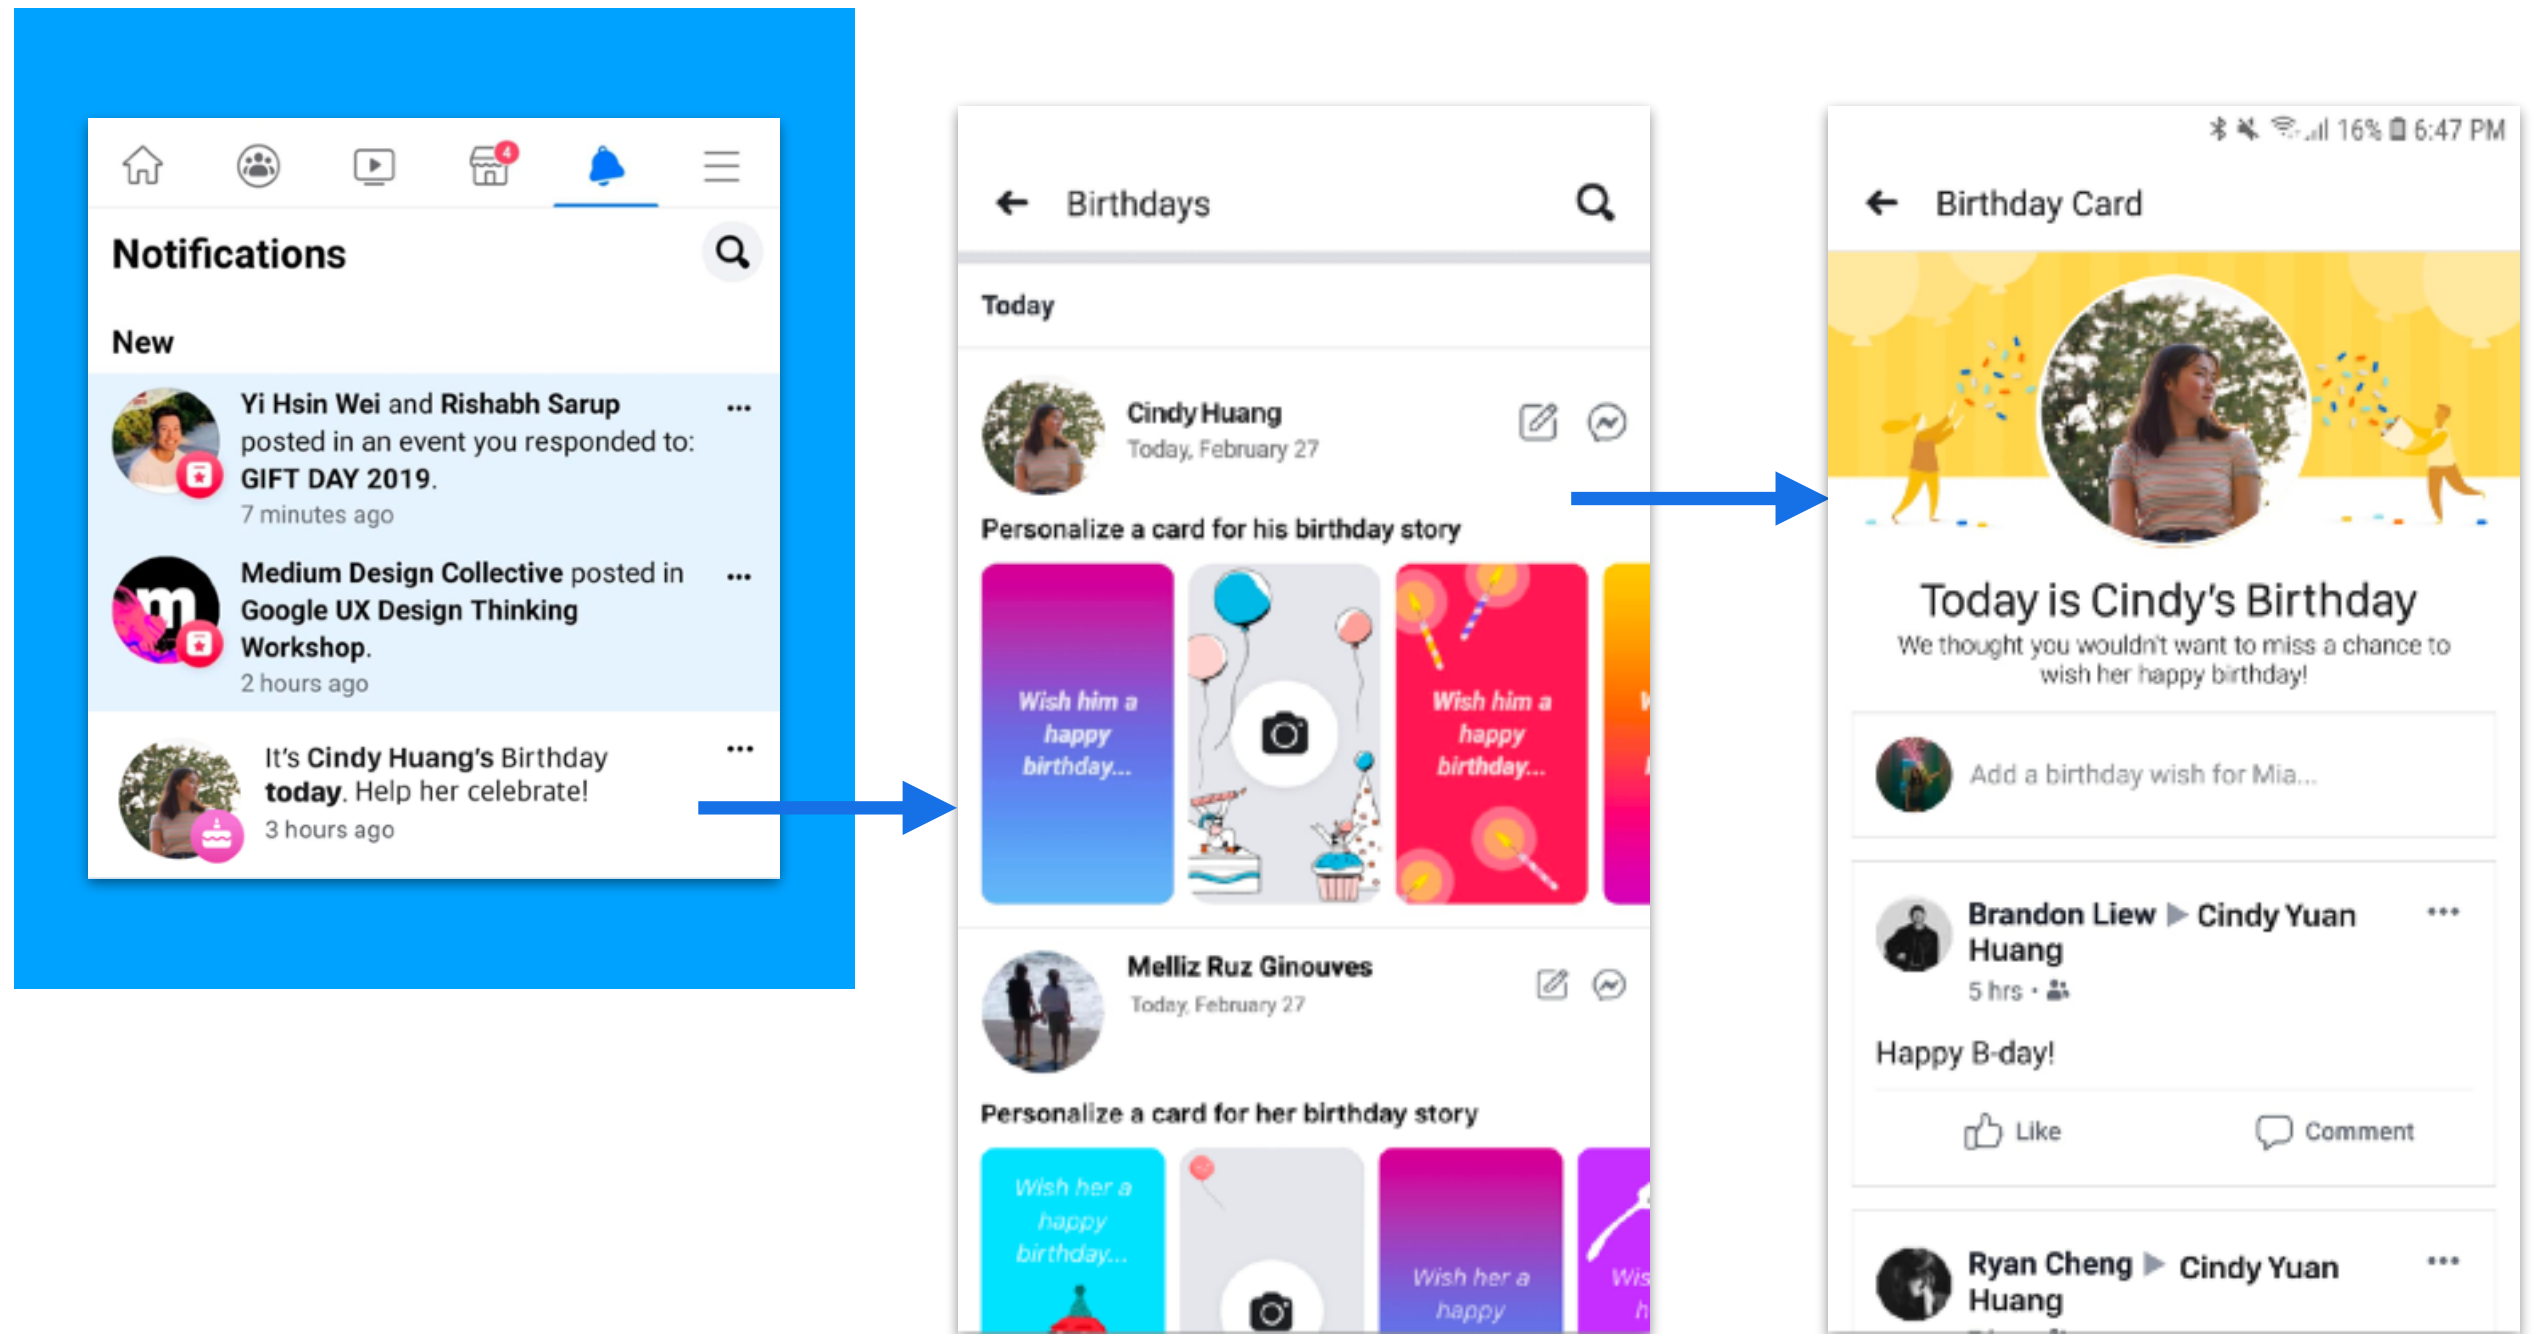 4
Notifications
New
Yi Hsin Wei and Rishabh Sarup
posted in an event you responded to:
GIFT DAY 2019.
7 minutes ago
Medium Design Collective posted in
Google UX Design Thinking
Workshop.
2 hours ago
It's Cindy Huang's Birthday
today. Help her celebrate!
3 hours ago
Birthdays
Today
Cindy Huang
Today, February 27
Personalize a card for his birthday story
Wish him a
happy
birthday...
Wish him a
happy
birthday...
Melliz Ruz Ginouves
Today, February 27
Personalize a card for her birthday story
Wish her a
happy
birthday...
Wish her a
happy
16% 6:47 PM
Birthday Card
Today is Cindy's Birthday
We thought you wouldn't want to miss a chance to
wish her happy birthday!
Add a birthday wish for Mia...
Brandon Liew ▶ Cindy Yuan
Huang
5 hrs ·
Happy B-day!
Like
Comment
Ryan Cheng ▶ Cindy Yuan
Huang